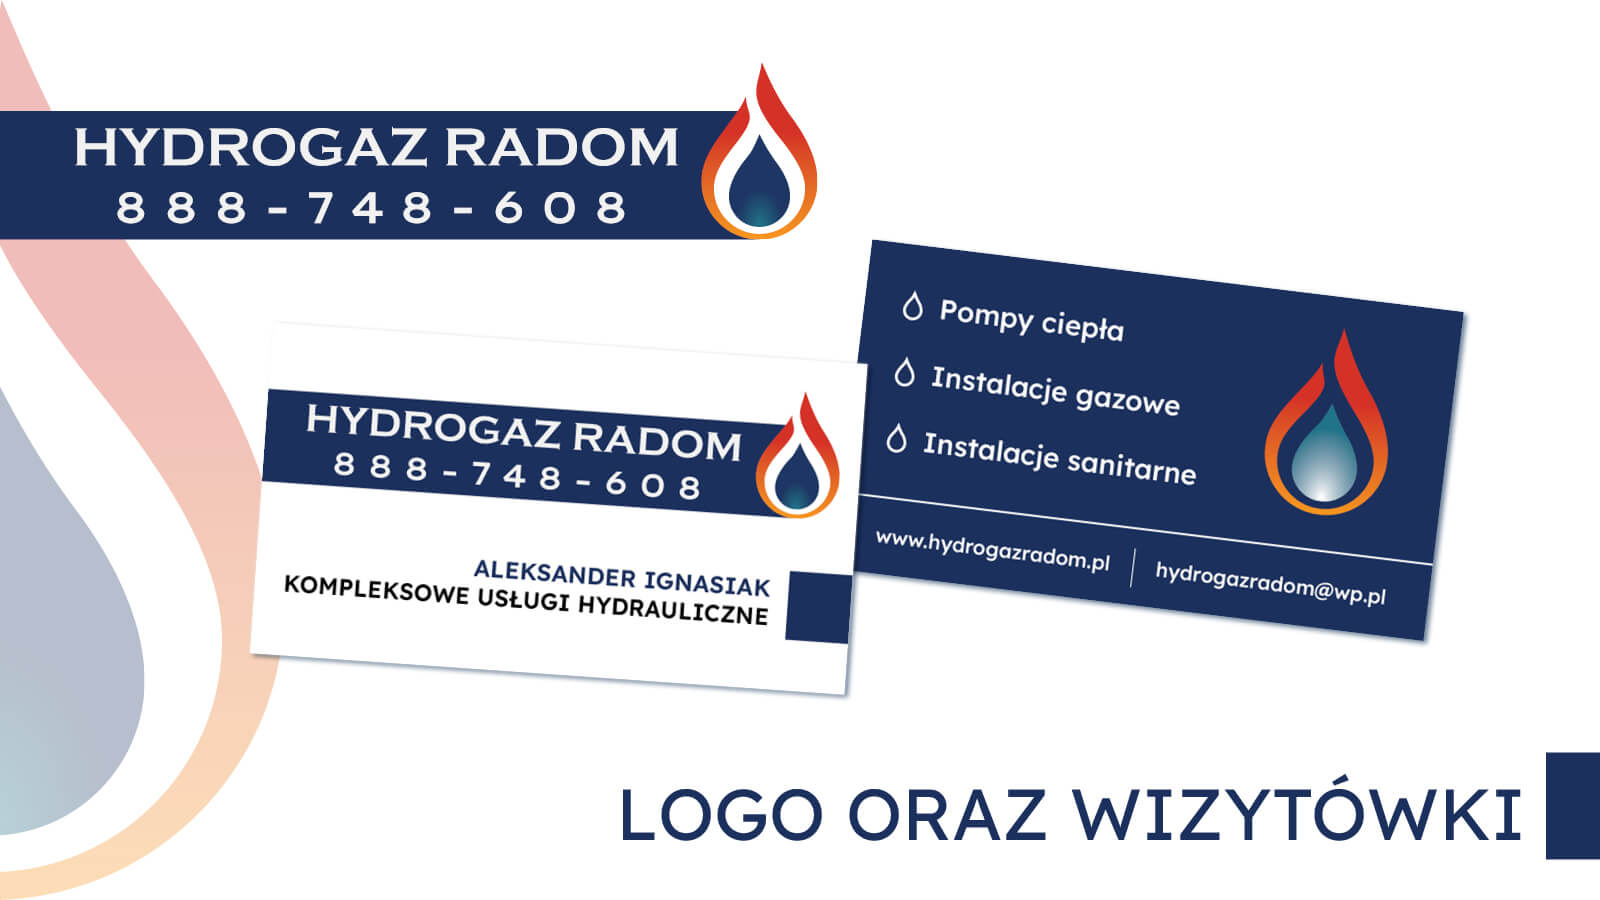 HYDROGAZ RADOM
888-748-608
HYDROGAZ RADOM
888-748-608
ALEKSANDER IGNASIAK
KOMPLEKSOWE USŁUGI HYDRAULICZNE
Pompy ciepła
Instalacje gazowe
Instalacje sanitarne
www.hydrogazradom.pl
hydrogazradom@wp.pl
LOGO ORAZ WIZYTÓWKI